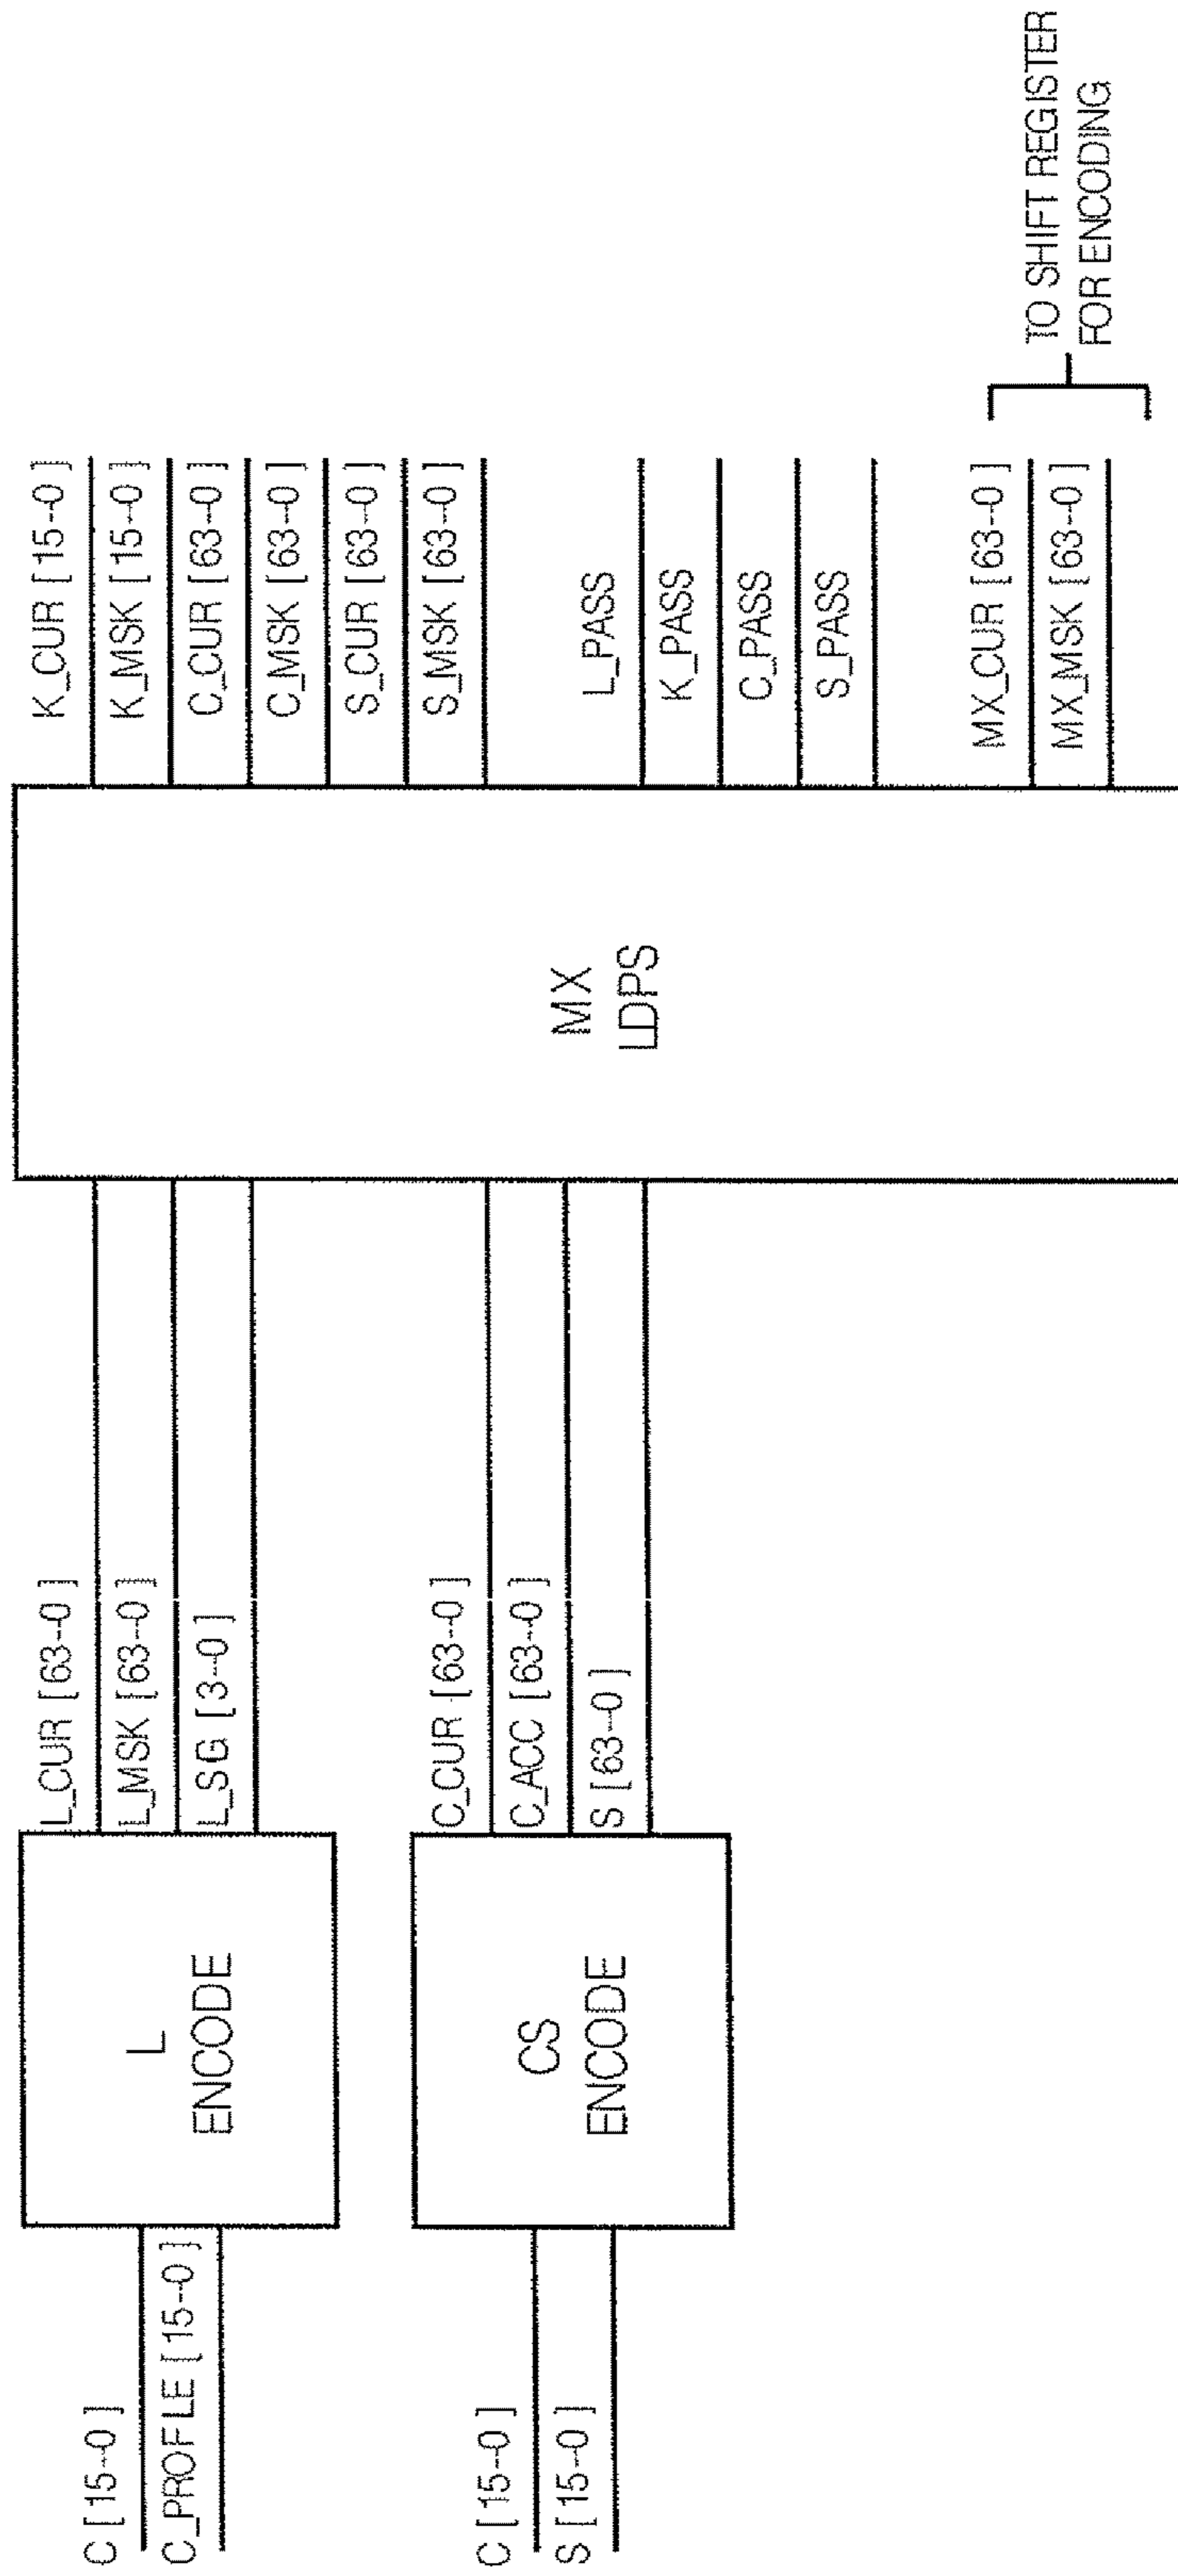 C [ 15-0 ]
C_PROFILE [ 15-0 ]
L
ENCODE
L_CUR [ 63-0 ]
L_MSK [ 63-0 ]
L_SG [ 3-0 ]
C [ 15-0 ]
S [ 15-0 ]
CS
ENCODE
C_CUR [ 63-0 ]
C_ACC [ 63-0 ]
S [ 63-0 ]
MX
LDPS
K_CUR [ 15-0 ]
K_MSK [ 15-0 ]
C_CUR [ 63-0 ]
C_MSK [ 63-0 ]
S_CUR [ 63-0 ]
S_MSK [ 63-0 ]
L_PASS
K_PASS
C_PASS
S_PASS
MX_CUR [ 63-0 ]
MX_MSK [ 63-0 ]
TO SHIFT REGISTER
FOR ENCODING